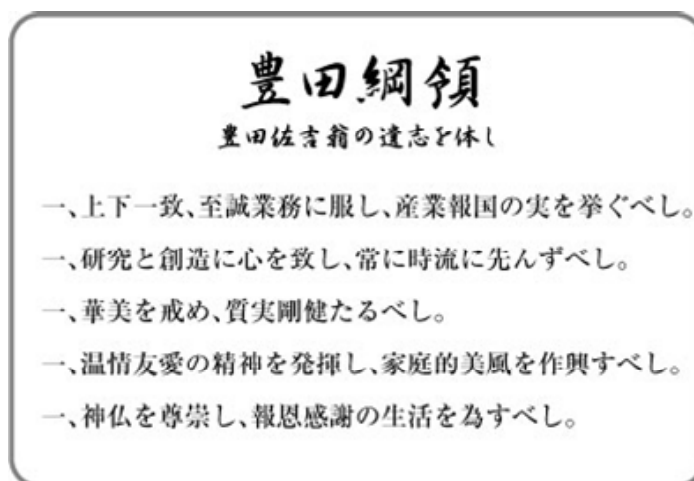 豊田綱領
豊田佐吉翁の遺志を体し
一、上下一致、至誠業務に服し、産業報国の実を挙ぐべし。
一、研究と創造に心を致し、常に時流に先んずべし。
一、華美を戒め、質実剛健たるべし。
一、温情友愛の精神を発揮し、家庭的美風を作興すべし。
一、神仏を尊崇し、報恩感謝の生活を為すべし。